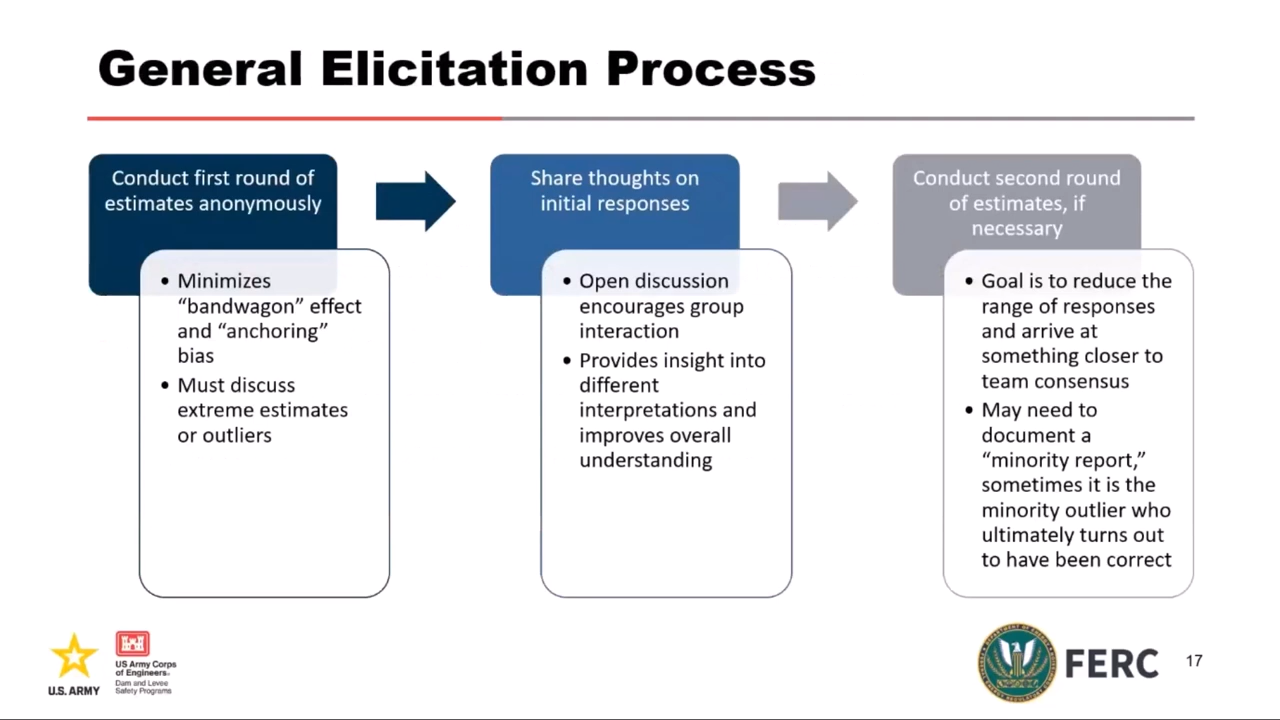 General Elicitation Process
Conduct first round of
estimates anonymously
• Minimizes
“bandwagon” effect
and “anchoring”
bias
• Must discuss
extreme estimates
or outliers
Share thoughts on
initial responses
• Open discussion
encourages group
interaction
• Provides insight into
different
interpretations and
improves overall
understanding
Conduct second round
of estimates, if
necessary
• Goal is to reduce the
range of responses
and arrive at
something closer to
team consensus
• May need to
document a
“minority report,”
sometimes it is the
minority outlier who
ultimately turns out
to have been correct
U.S. ARMY
US Army Corps
of Engineers®
Dam and Levee
Safety Programs
FERC
17